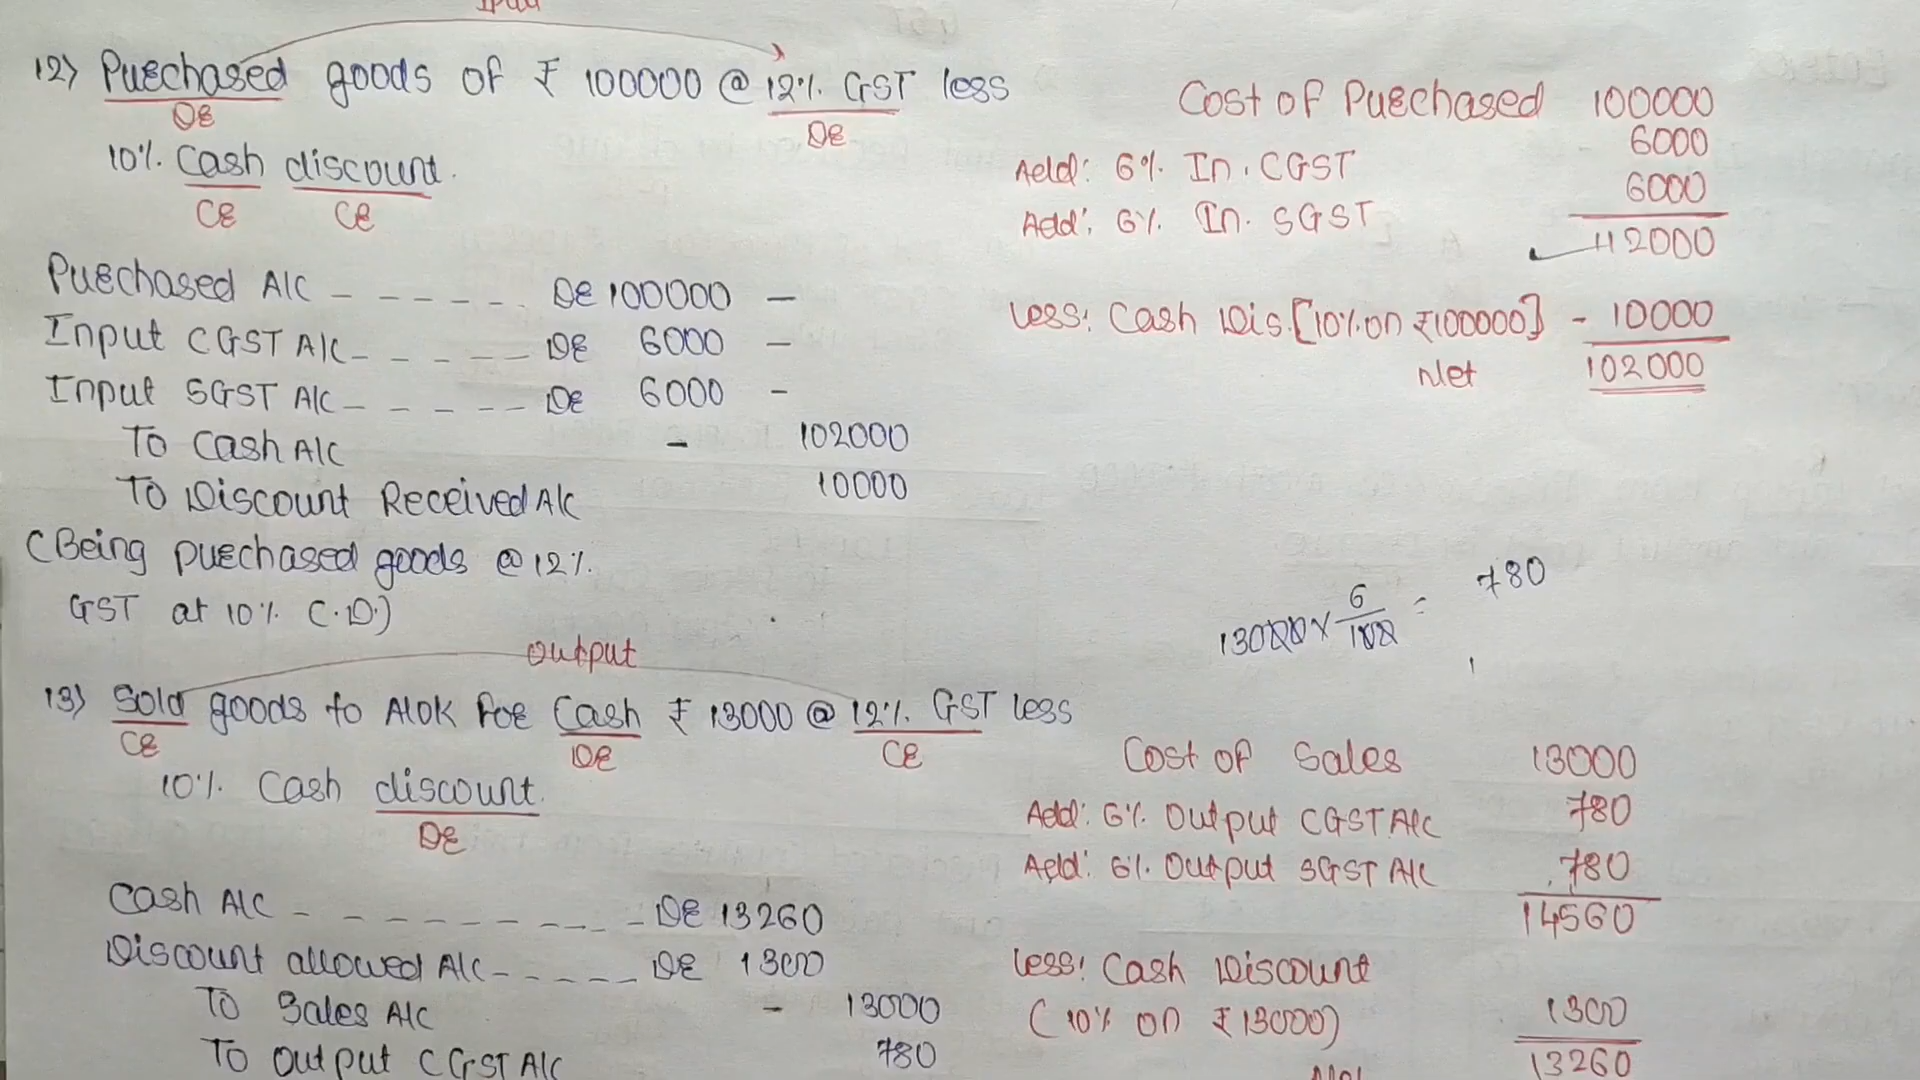 Input
12) Purchased goods of ₹ 100000 @ 12% GST less
Dr
Dr
10% Cash discount.
Cr Cr
Purchased A/C - - - - - Dr 100000 -
Input CGST A/C - - - - - Dr 6000 -
Input SGST A/C - - - - - Dr 6000 -
To Cash A/C - 102000
To Discount Received A/C 10000
(Being purchased goods @ 12%.
GST at 10% C.D.)
Cost of Purchased 100000
Add: 6% In. CGST 6000
Add: 6% In. SGST 6000
112000
Less: Cash Dis. [10% on ₹100000] - 10000
Net 102000
13000 x 6/100 = 780
Output
13) Sold goods to Alok for Cash ₹ 13000 @ 12% GST less
Cr Dr Cr
10% Cash discount.
Dr
Cash A/C - - - - - - - - - Dr 13260
Discount allowed A/C - - - - - Dr 1300
To Sales A/C - 13000
To Output CGST A/C 780
Cost of Sales 13000
Add: 6% Output CGST A/C 780
Add: 6% Output SGST A/C 780
14560
Less: Cash Discount
(10% on ₹13000) 1300
13260
Net